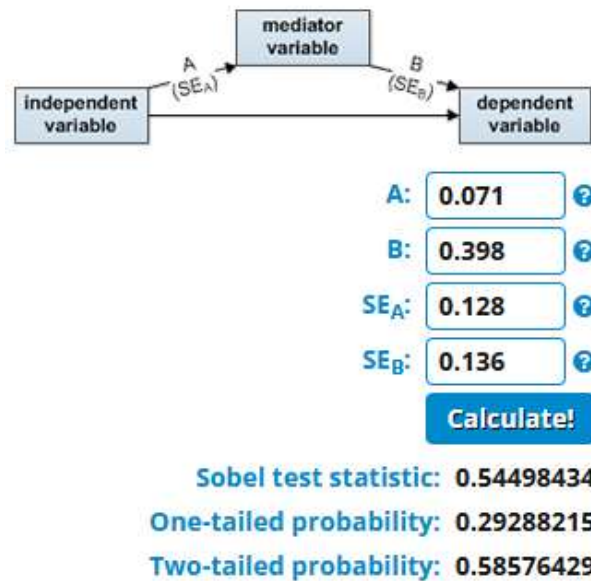 mediator
variable
A
(SEA)
B
(SEB)
independent
variable
dependent
variable
A: 0.071 ?
B: 0.398 ?
SEA: 0.128 ?
SEB: 0.136 ?
Calculate!
Sobel test statistic: 0.54498434
One-tailed probability: 0.29288215
Two-tailed probability: 0.58576429